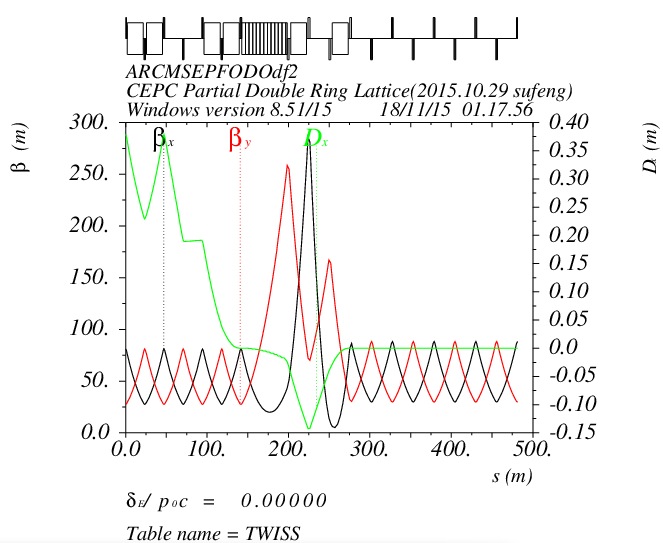 ARCMSEPFODOdf2
CEPC Partial Double Ring Lattice(2015.10.29 sufeng)
Windows version 8.51/15 18/11/15 01.17.56
β (m)
300.
250.
200.
150.
100.
50.
0.0
βx
βy
Dx
0.40
0.35
0.30
0.25
0.20
0.15
0.10
0.05
0.0
-0.05
-0.10
-0.15
Dx (m)
0.0 100. 200. 300. 400. 500.
s (m)
δE/ p0c = 0.00000
Table name = TWISS